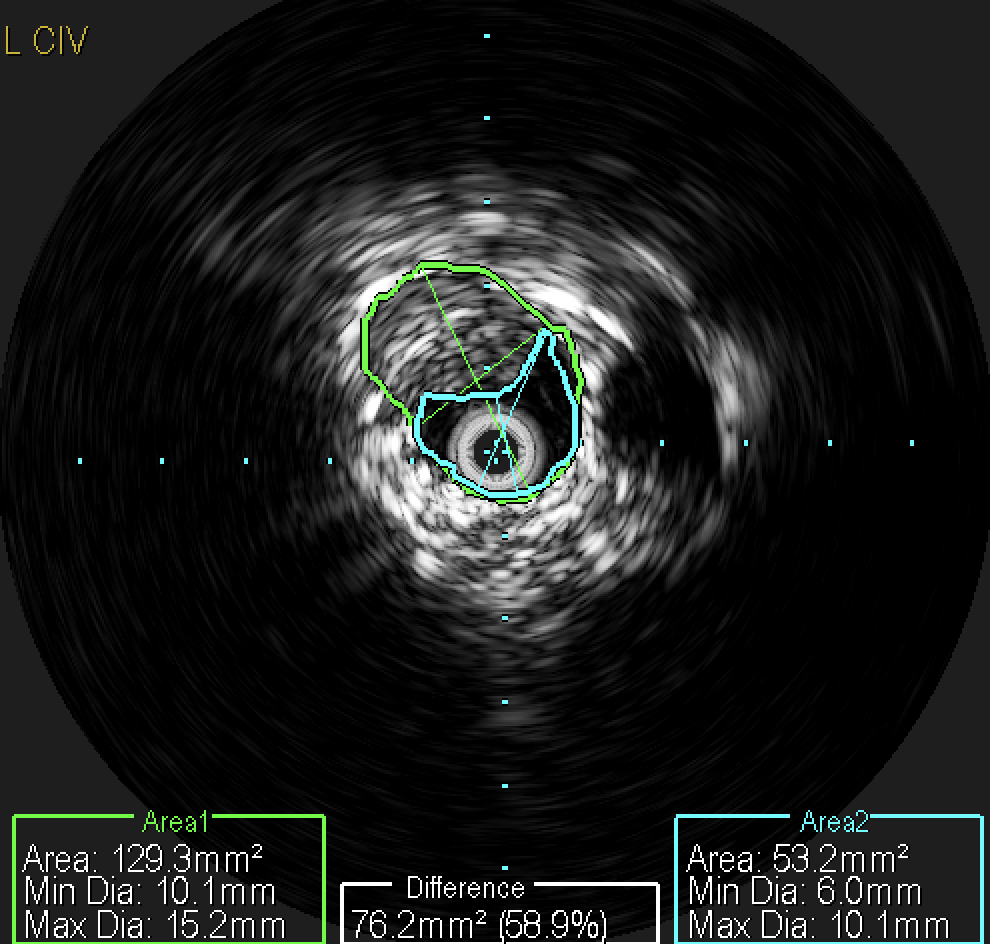 L CIV
Area1
Area: 129.3mm²
Min Dia: 10.1mm
Max Dia: 15.2mm
Difference
76.2mm² (58.9%)
Area2
Area: 53.2mm²
Min Dia: 6.0mm
Max Dia: 10.1mm